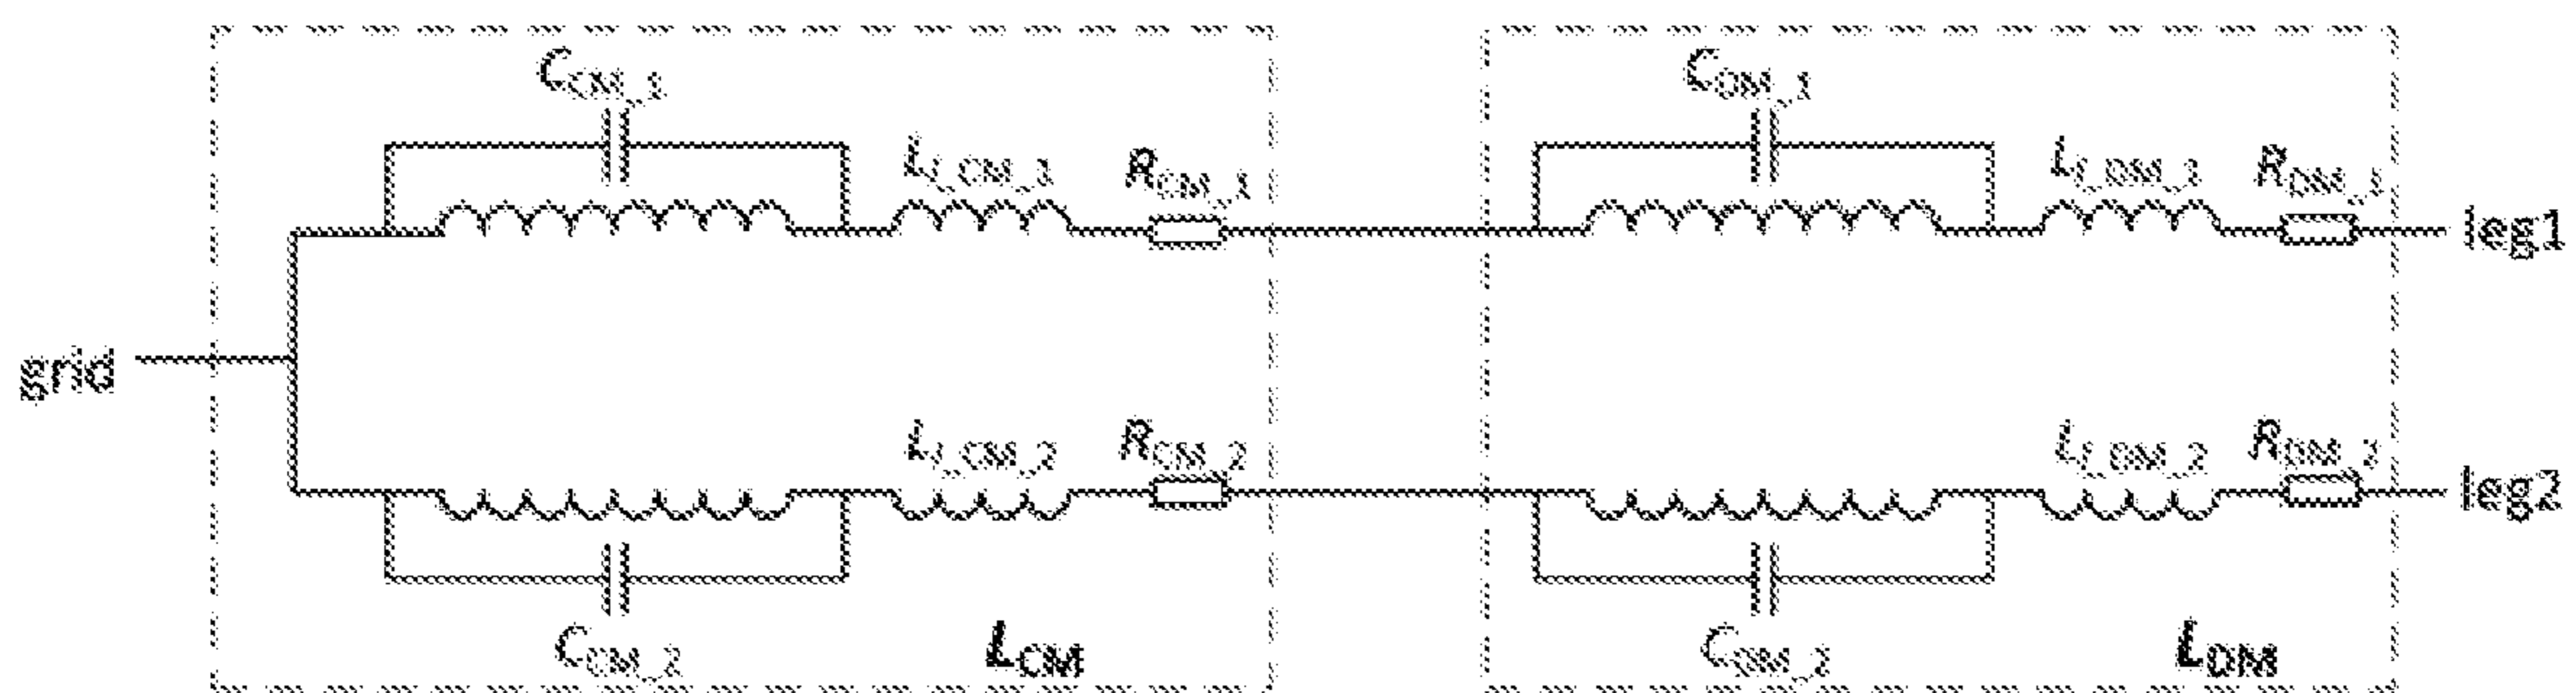 C_CM_1
C_DM_1
L_l_CM_1
R_CM_1
L_l_DM_1
R_DM_1
leg1
grid
L_l_CM_2
R_CM_2
L_l_DM_2
R_DM_2
leg2
C_CM_2
L_CM
C_DM_2
L_DM